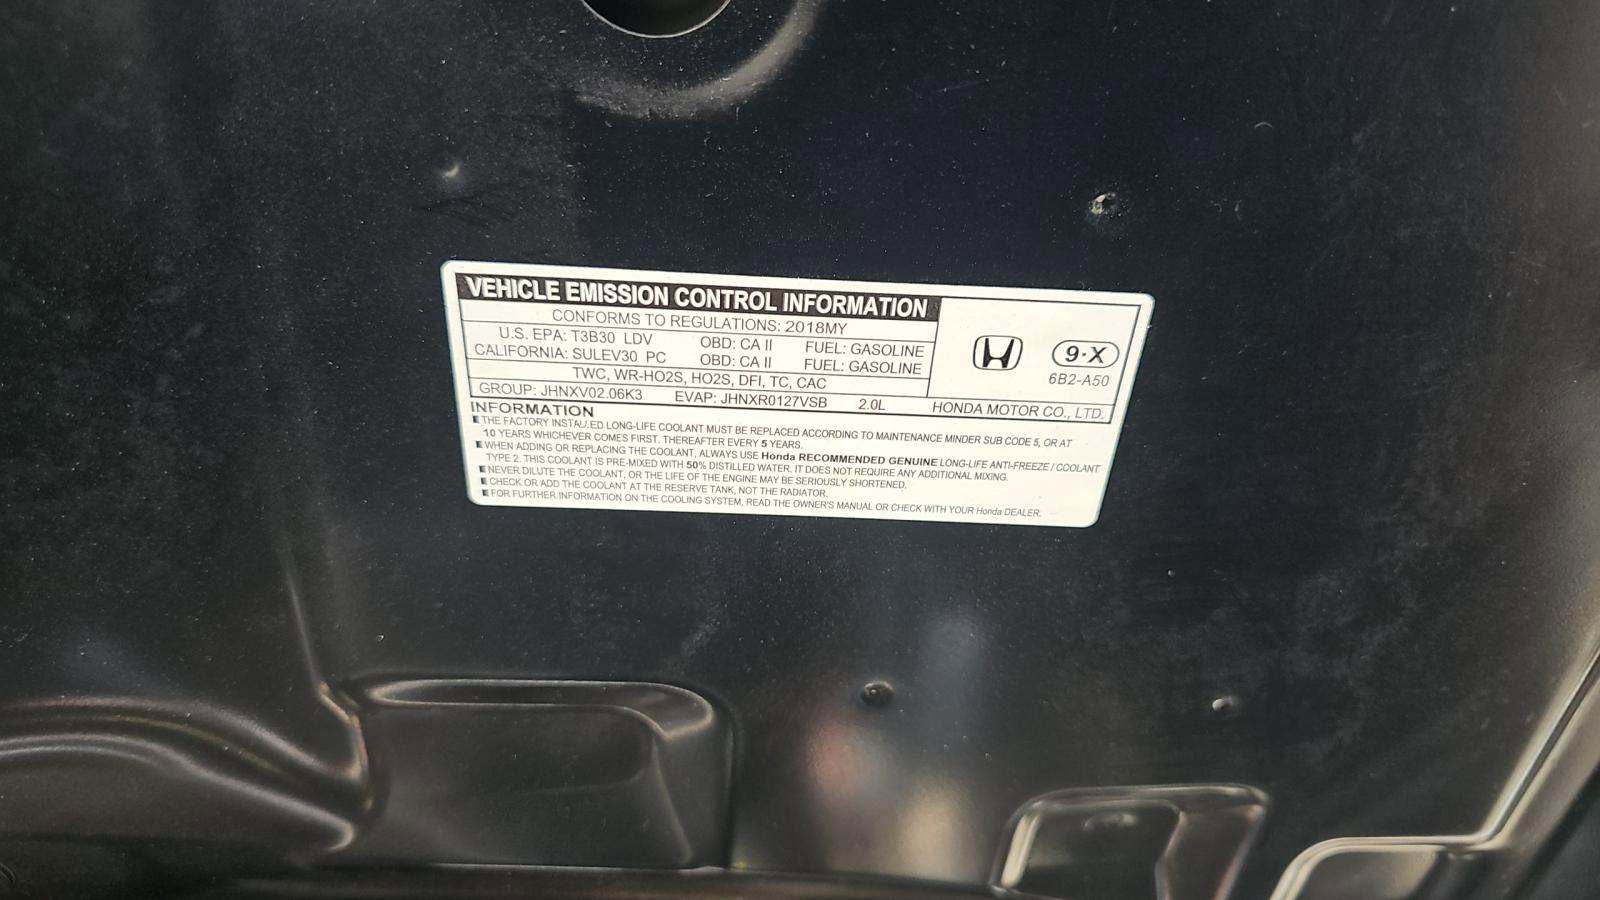 VEHICLE EMISSION CONTROL INFORMATION
CONFORMS TO REGULATIONS: 2018MY
U.S. EPA: T3B30 LDV OBD: CA II FUEL: GASOLINE
CALIFORNIA: SULEV30 PC OBD: CA II FUEL: GASOLINE
TWC, WR-HO2S, HO2S, DFI, TC, CAC
GROUP: JHNXV02.06K3 EVAP: JHNXR0127VSB 2.0L HONDA MOTOR CO., LTD.
9·X
6B2-A50
INFORMATION
THE FACTORY INSTALLED LONG-LIFE COOLANT MUST BE REPLACED ACCORDING TO MAINTENANCE MINDER SUB CODE 5, OR AT
10 YEARS WHICHEVER COMES FIRST. THEREAFTER EVERY 5 YEARS.
WHEN ADDING OR REPLACING THE COOLANT, ALWAYS USE Honda RECOMMENDED GENUINE LONG-LIFE ANTI-FREEZE / COOLANT
TYPE 2. THIS COOLANT IS PRE-MIXED WITH 50% DISTILLED WATER. IT DOES NOT REQUIRE ANY ADDITIONAL MIXING.
NEVER DILUTE THE COOLANT, OR THE LIFE OF THE ENGINE MAY BE SERIOUSLY SHORTENED.
CHECK OR ADD THE COOLANT AT THE RESERVE TANK, NOT THE RADIATOR.
FOR FURTHER INFORMATION ON THE COOLING SYSTEM, READ THE OWNER'S MANUAL OR CHECK WITH YOUR Honda DEALER.